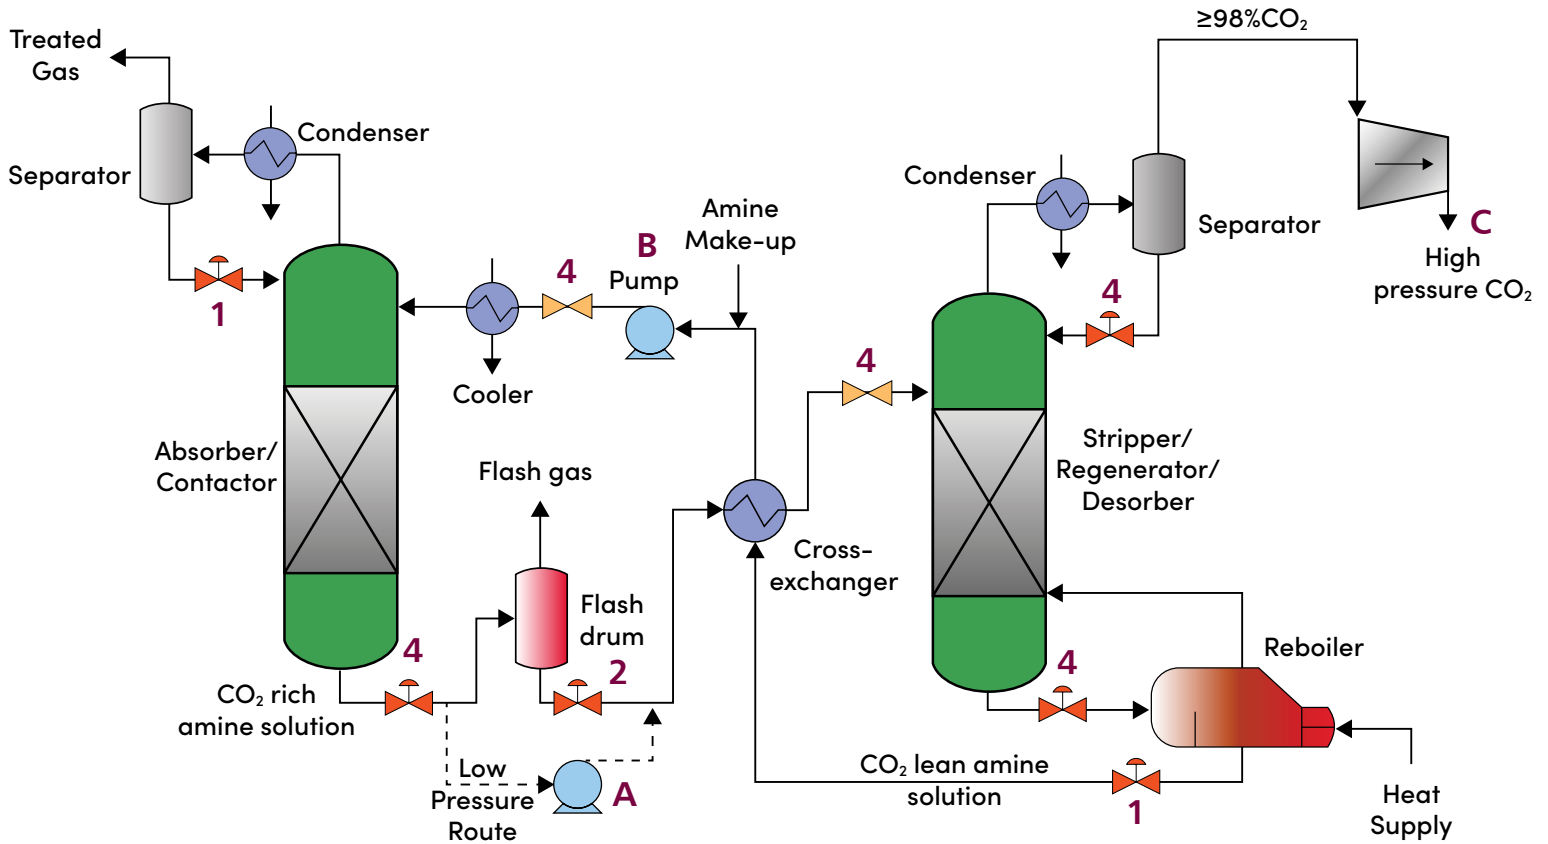 ≥98%CO₂
Treated
Gas
Condenser
Separator
1
Condenser
Separator
C
High
pressure CO₂
Amine
Make-up
B
Pump
4
Cooler
4
4
Absorber/
Contactor
Stripper/
Regenerator/
Desorber
Flash gas
Cross-
exchanger
Flash
drum
2
4
CO₂ rich
amine solution
Low
Pressure
Route
A
4
Reboiler
CO₂ lean amine
solution
1
Heat
Supply